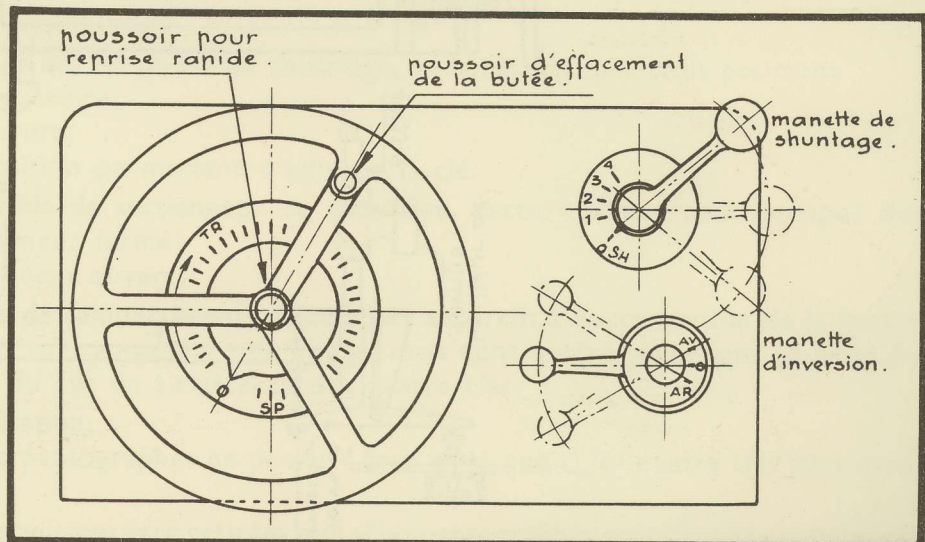 poussoir pour
reprise rapide.
poussoir d'effacement
de la butée.
manette de
shuntage.
4
3
2
1
0 SH
TR
0
SP
manette
d'inversion.
AV
0
AR